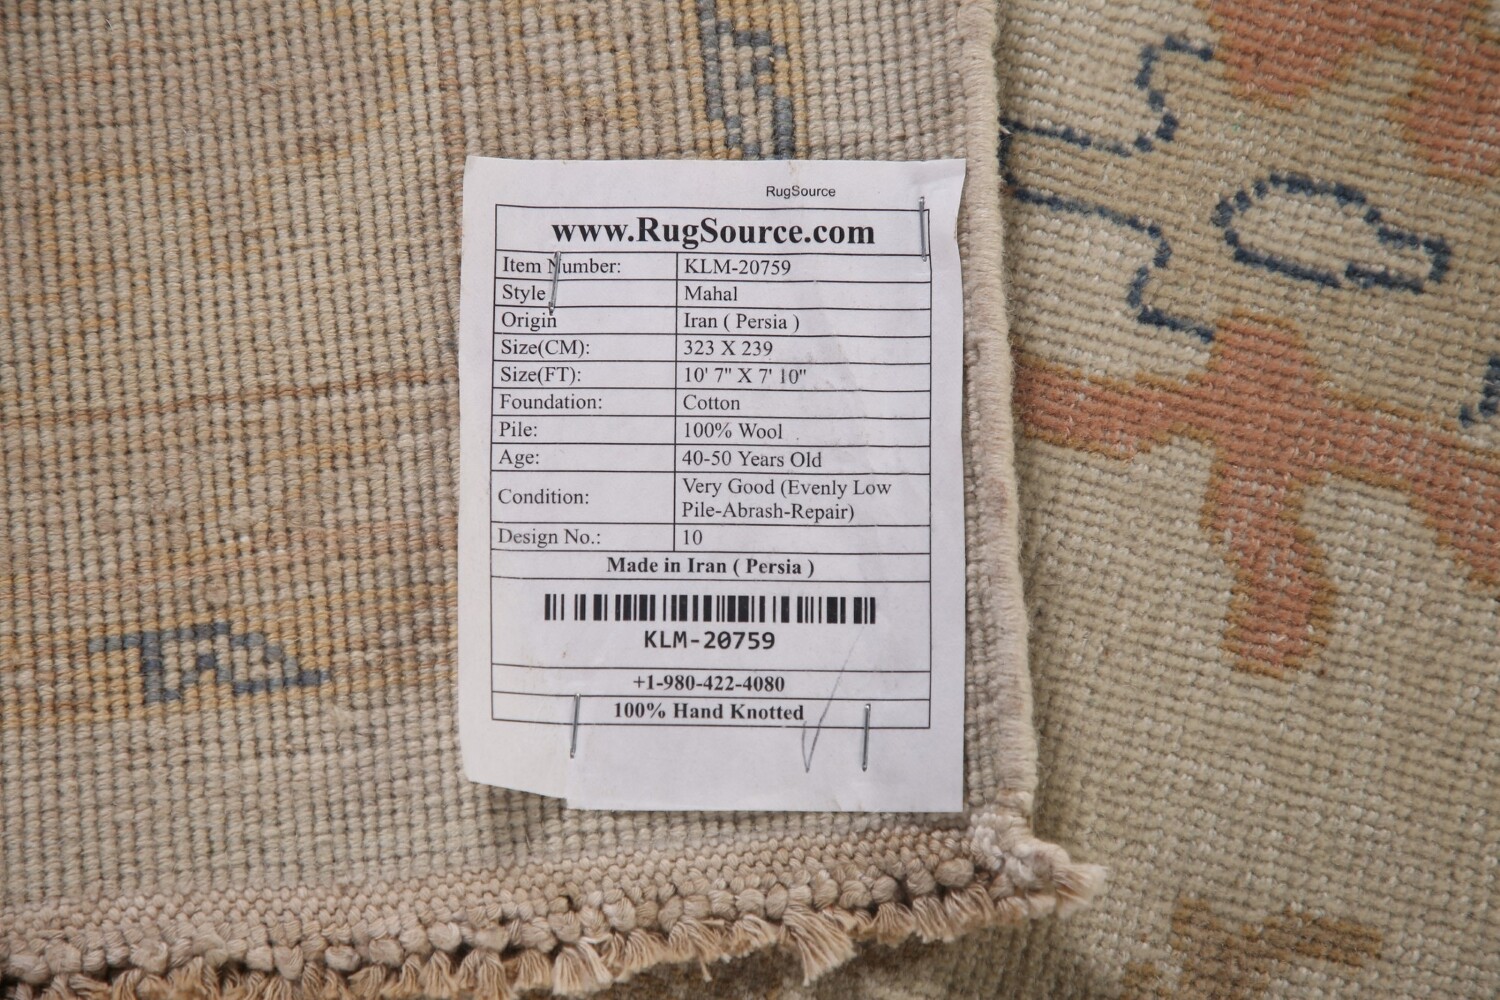 RugSource
www.RugSource.com
Item Number: KLM-20759
Style Mahal
Origin Iran ( Persia )
Size(CM): 323 X 239
Size(FT): 10' 7" X 7' 10"
Foundation: Cotton
Pile: 100% Wool
Age: 40-50 Years Old
Condition: Very Good (Evenly Low
Pile-Abrash-Repair)
Design No.: 10
Made in Iran ( Persia )
KLM-20759
+1-980-422-4080
100% Hand Knotted